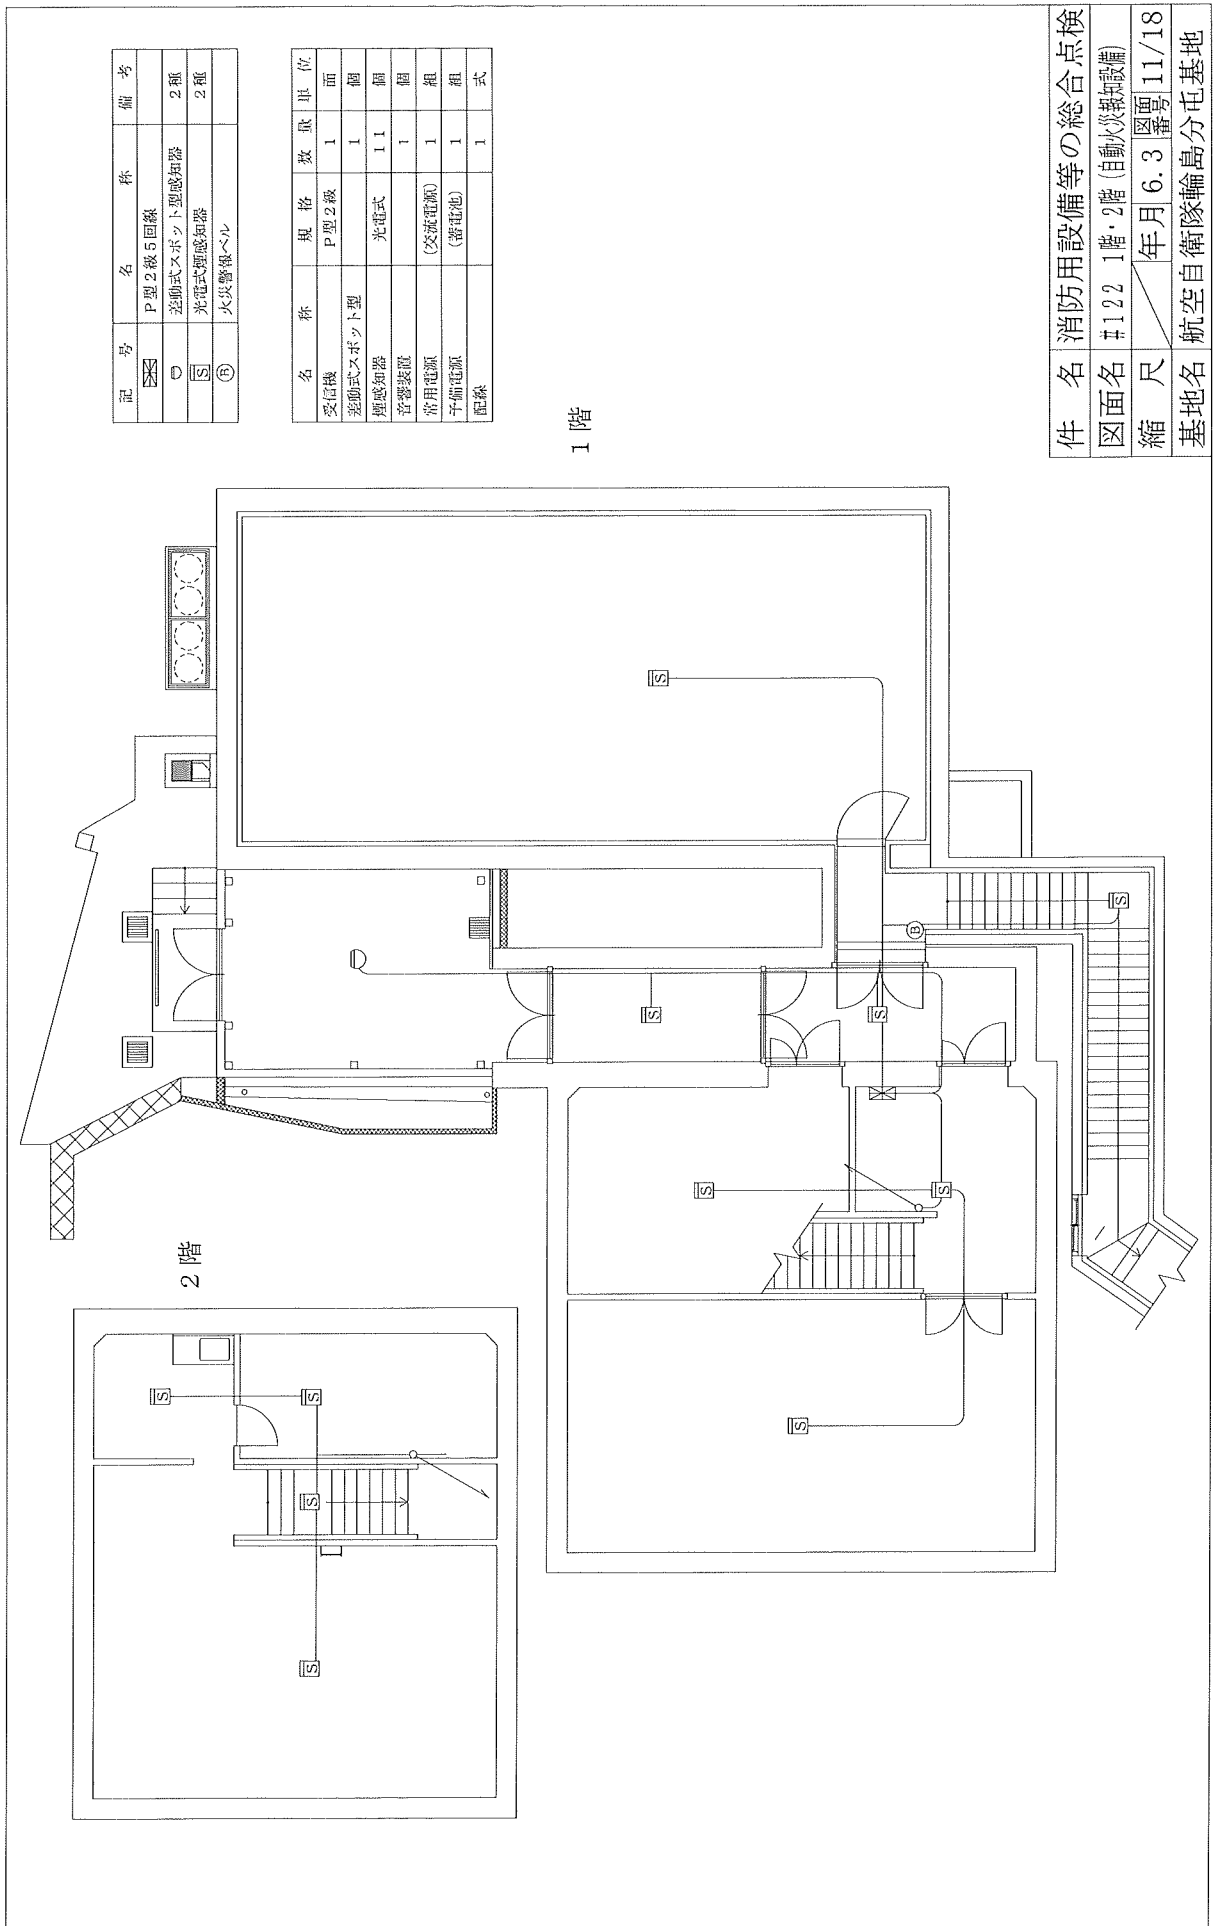 記号 名称 備考
P型2級5回線
差動式スポット型感知器 2種
S 光電式煙感知器 2種
B 火災警報ベル
名称 規格 数量 単位
受信機 P型2級 1 面
差動式スポット型 1 個
煙感知器 光電式 11 個
音響装置 1 個
常用電源 (交流電源) 1 組
予備電源 (蓄電池) 1 組
配線 1 式
1階
S
S
S
B
S
S
S
S
2階
S
S
S
S
件名 消防用設備等の総合点検
図面名 #122 1階・2階(自動火災報知設備)
縮尺 年月 6.3 図面番号 11/18
基地名 航空自衛隊輪島分屯基地